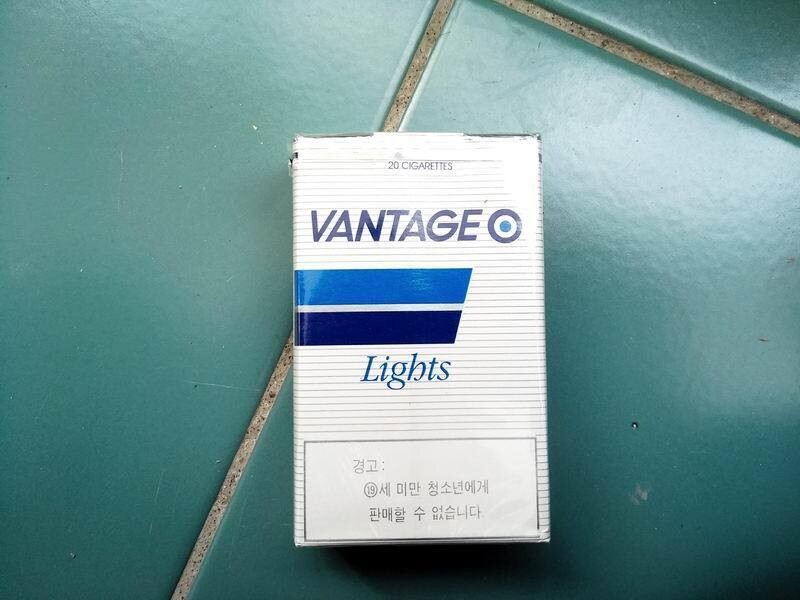 20 CIGARETTES
VANTAGE
Lights
경고:
⑲세 미만 청소년에게
판매할 수 없습니다